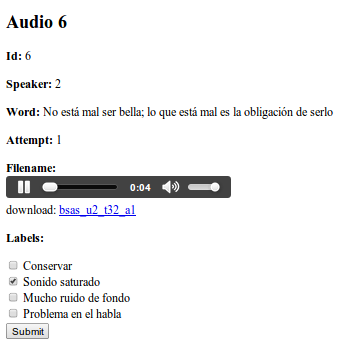 Audio 6
Id: 6
Speaker: 2
Word: No está mal ser bella; lo que está mal es la obligación de serlo
Attempt: 1
Filename:
0:04
download: bsas_u2_t32_a1
Labels:
Conservar
Sonido saturado
Mucho ruido de fondo
Problema en el habla
Submit